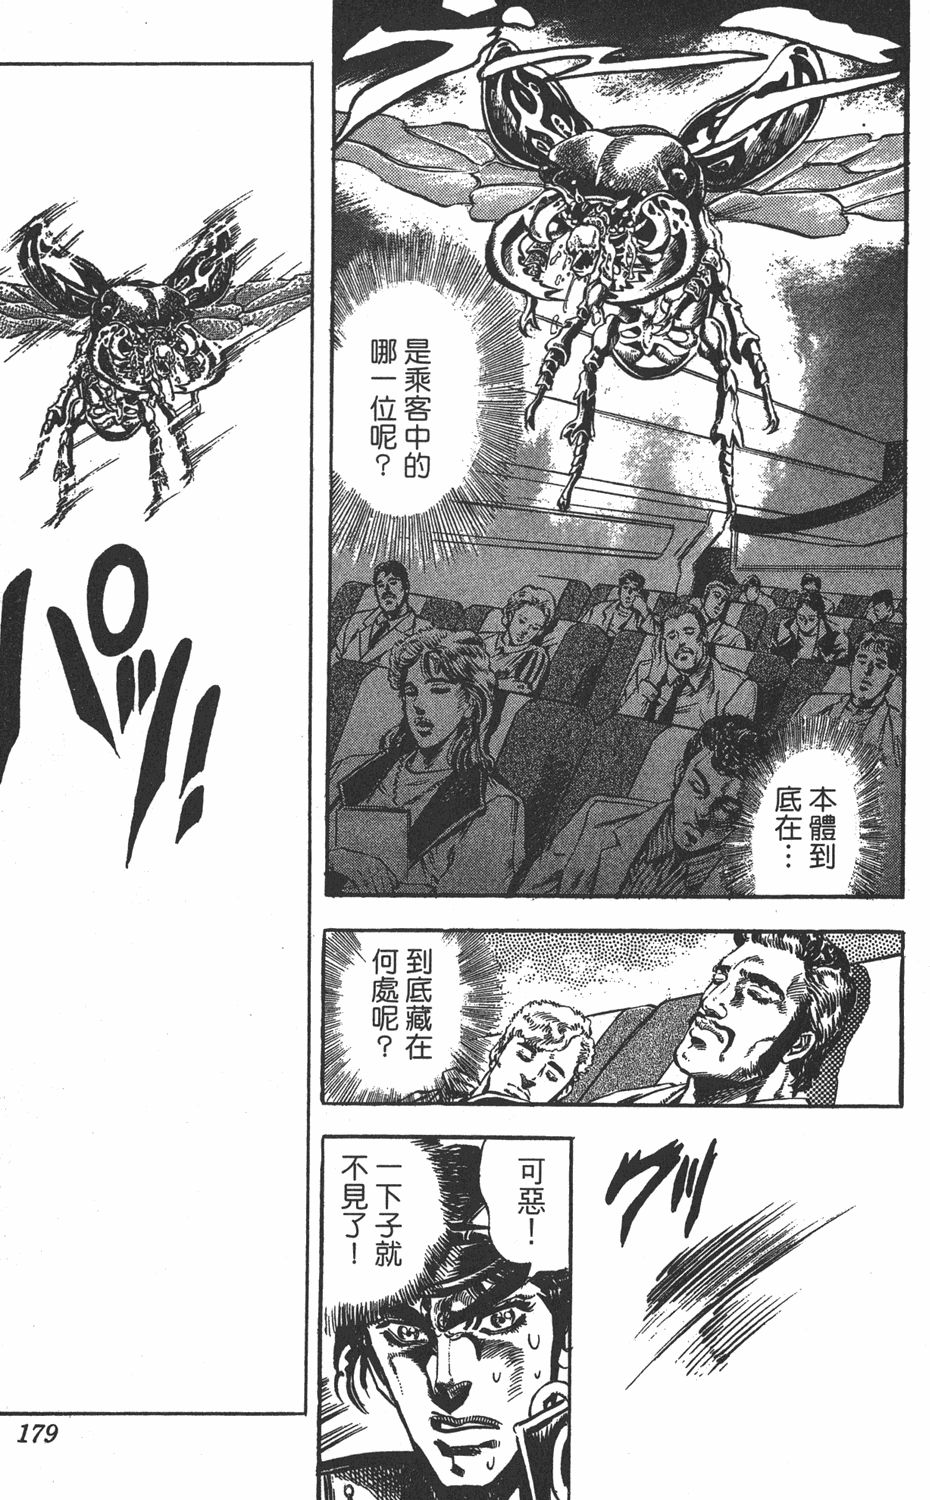 是乘客中的
哪一位呢？
本體到
底在…
到底藏在
何處呢？
ワッ
可惡！
一下子就
不見了！
パッ！
179